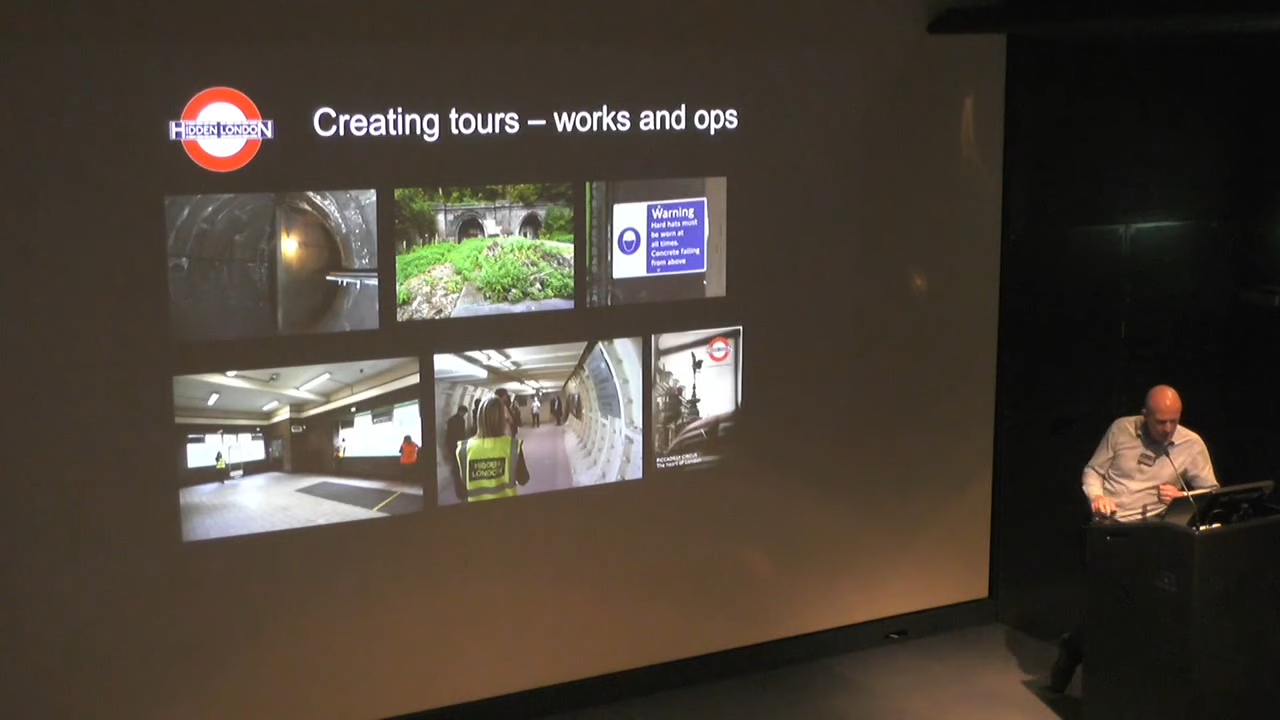 HIDDEN LONDON
Creating tours – works and ops
Warning
Hard hats must
be worn at
all times.
Concrete falling
from above
HIDDEN
LONDON
PICCADILLY CIRCUS
The heart of London